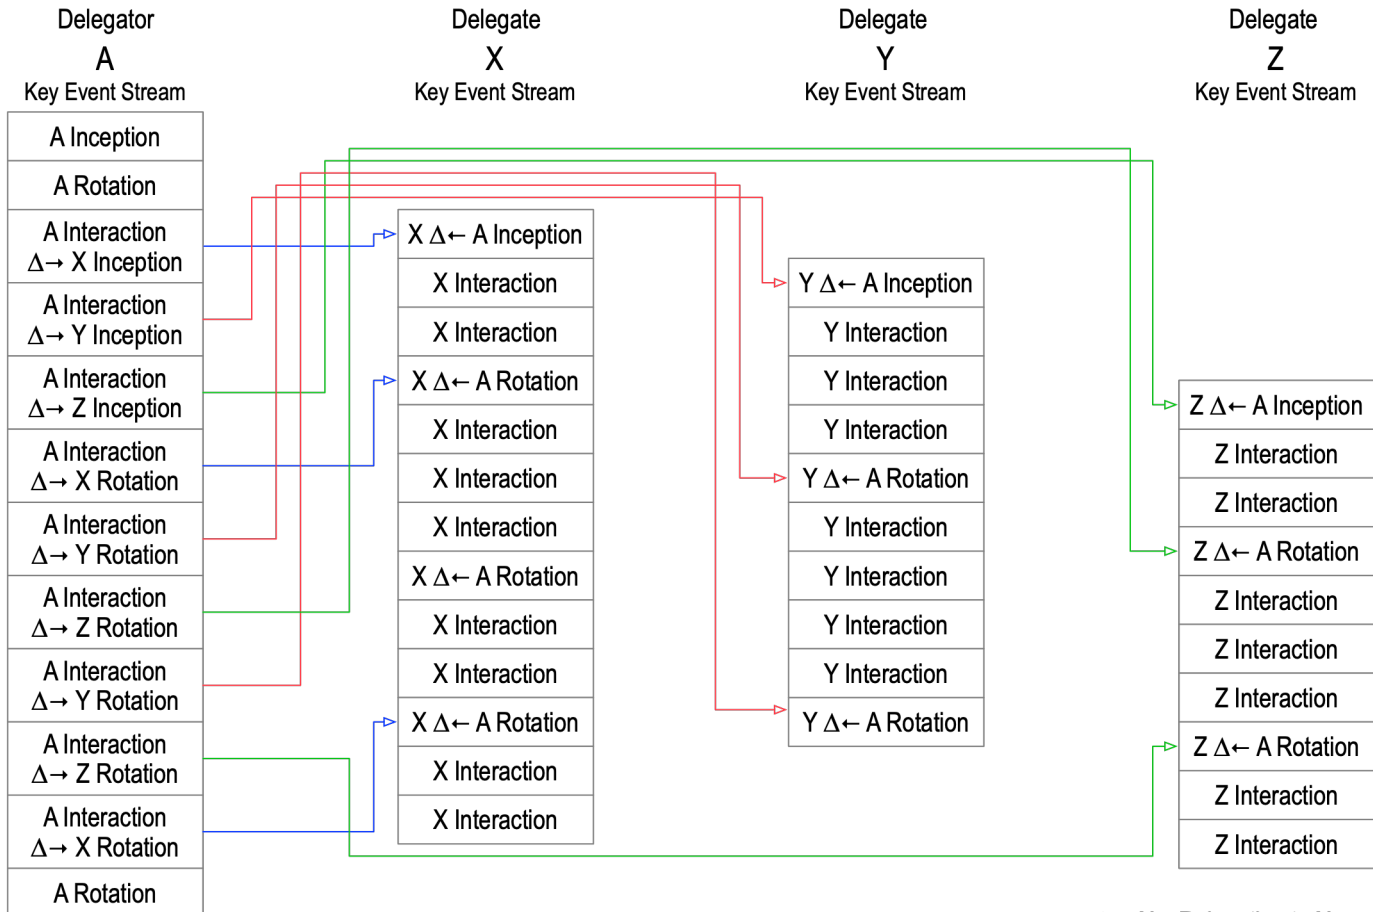 Delegator
A
Key Event Stream
A Inception
A Rotation
A Interaction
Δ→ X Inception
A Interaction
Δ→ Y Inception
A Interaction
Δ→ Z Inception
A Interaction
Δ→ X Rotation
A Interaction
Δ→ Y Rotation
A Interaction
Δ→ Z Rotation
A Interaction
Δ→ Y Rotation
A Interaction
Δ→ Z Rotation
A Interaction
Δ→ X Rotation
A Rotation
Delegate
X
Key Event Stream
X Δ← A Inception
X Interaction
X Interaction
X Δ← A Rotation
X Interaction
X Interaction
X Interaction
X Δ← A Rotation
X Interaction
X Interaction
X Δ← A Rotation
X Interaction
X Interaction
Delegate
Y
Key Event Stream
Y Δ← A Inception
Y Interaction
Y Interaction
Y Interaction
Y Δ← A Rotation
Y Interaction
Y Interaction
Y Interaction
Y Interaction
Y Δ← A Rotation
Delegate
Z
Key Event Stream
Z Δ← A Inception
Z Interaction
Z Interaction
Z Δ← A Rotation
Z Interaction
Z Interaction
Z Interaction
Z Δ← A Rotation
Z Interaction
Z Interaction